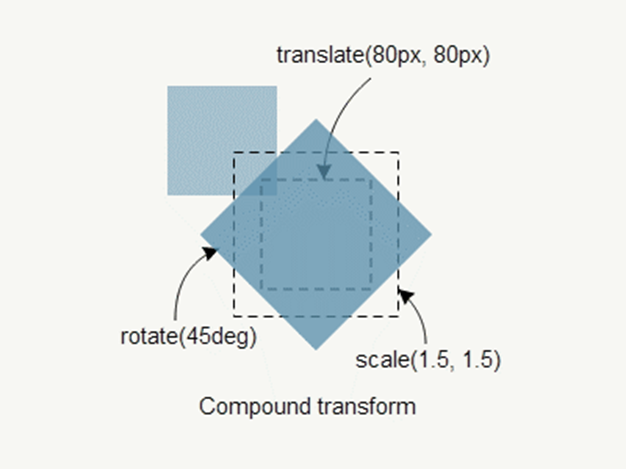 translate(80px, 80px)
rotate(45deg)
scale(1.5, 1.5)
Compound transform